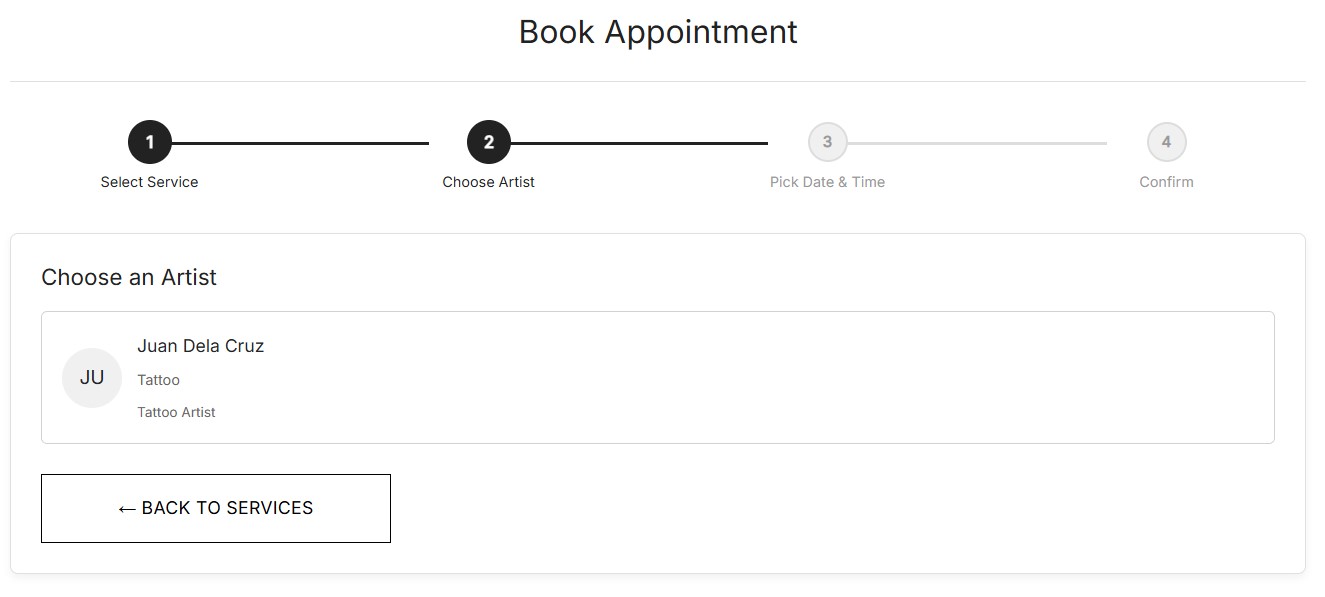 Book Appointment
1 2 3 4
Select Service Choose Artist Pick Date & Time Confirm
Choose an Artist
JU
Juan Dela Cruz
Tattoo
Tattoo Artist
← BACK TO SERVICES